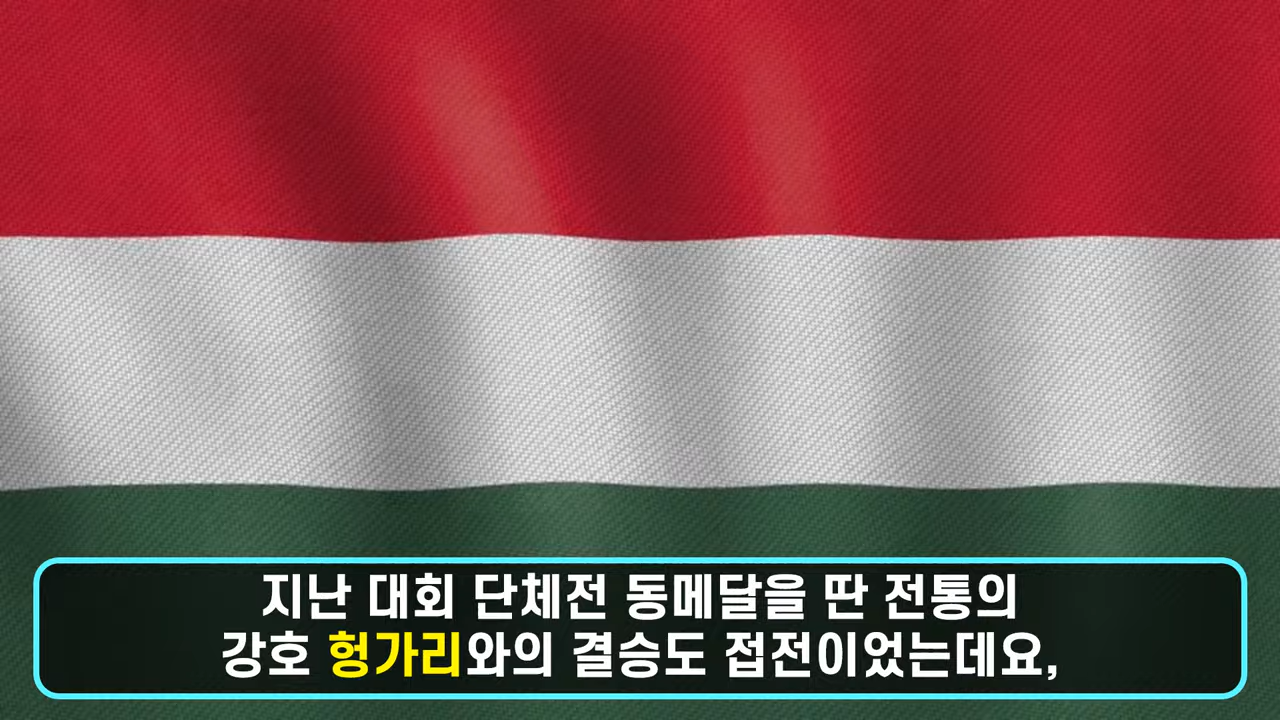 지난 대회 단체전 동메달을 딴 전통의
강호 헝가리와의 결승도 접전이었는데요,